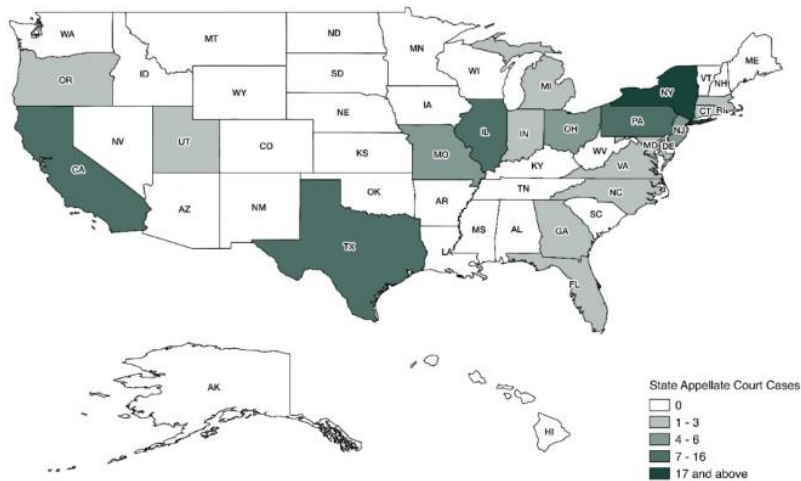 WA
MT
ND
MN
ME
OR
ID
SD
WI
MI
VT
NH
NY
WY
IA
CT
RI
NE
PA
NJ
NV
UT
CO
IL
IN
OH
MD
DE
CA
KS
MO
WV
VA
KY
AZ
NM
OK
AR
TN
NC
SC
TX
MS
AL
GA
LA
FL
AK
HI
State Appellate Court Cases
0
1 - 3
4 - 6
7 - 16
17 and above